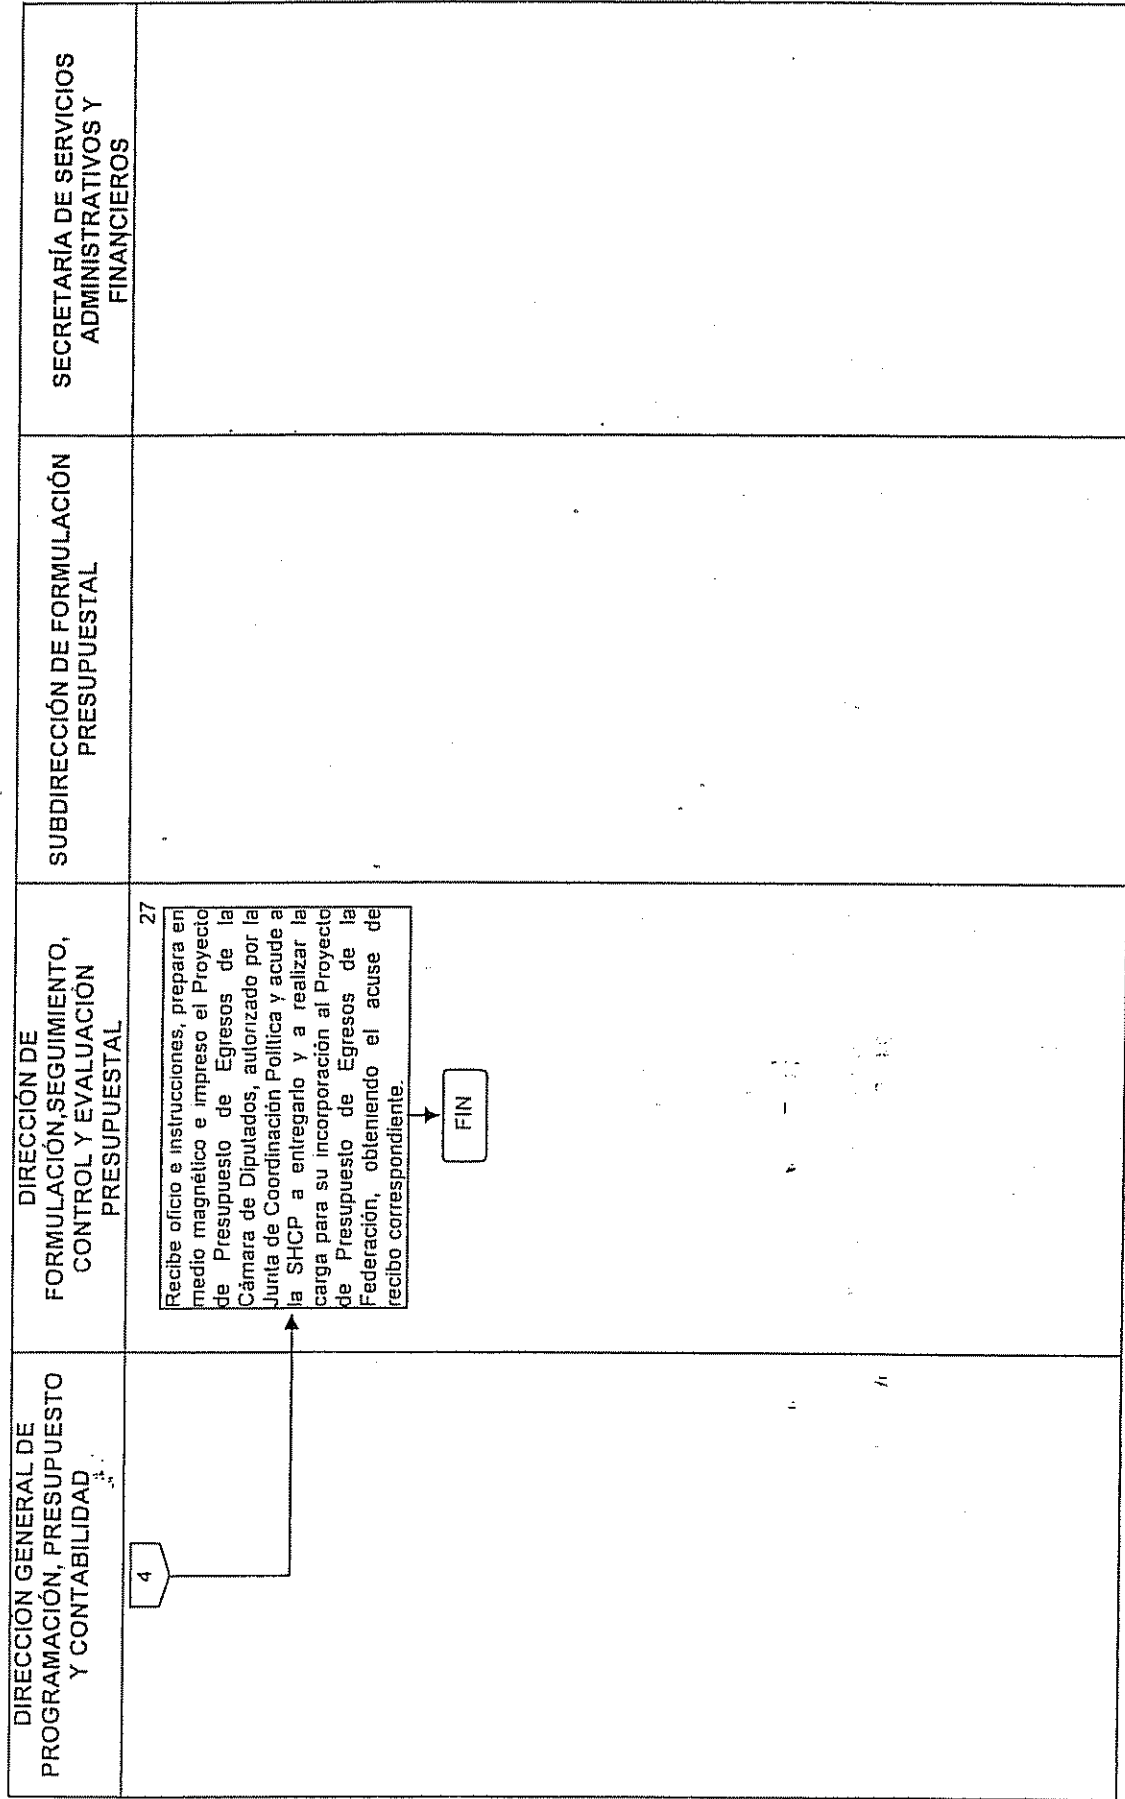 DIRECCIÓN GENERAL DE
PROGRAMACIÓN, PRESUPUESTO
Y CONTABILIDAD
DIRECCIÓN DE
FORMULACIÓN,SEGUIMIENTO,
CONTROL Y EVALUACIÓN
PRESUPUESTAL
SUBDIRECCIÓN DE FORMULACIÓN
PRESUPUESTAL
SECRETARÍA DE SERVICIOS
ADMINISTRATIVOS Y
FINANCIEROS
4
27
Recibe oficio e instrucciones, prepara en
medio magnético e impreso el Proyecto
de Presupuesto de Egresos de la
Cámara de Diputados, autorizado por la
Junta de Coordinación Política y acude a
la SHCP a entregarlo y a realizar la
carga para su incorporación al Proyecto
de Presupuesto de Egresos de la
Federación, obteniendo el acuse de
recibo correspondiente.
FIN